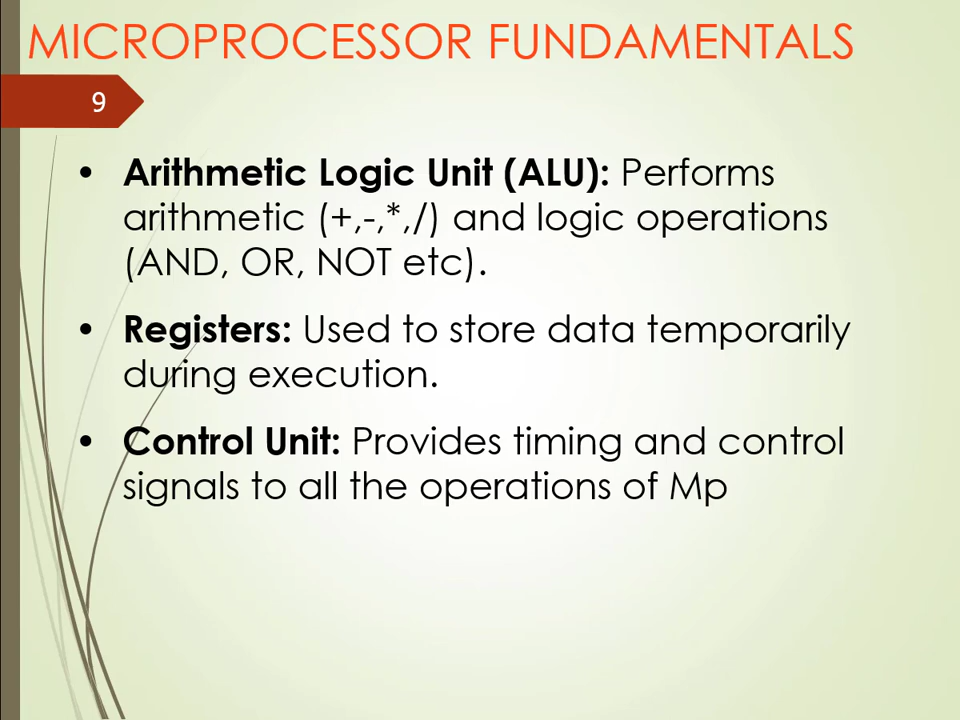 MICROPROCESSOR FUNDAMENTALS
9
• Arithmetic Logic Unit (ALU): Performs
arithmetic (+,-,*,/) and logic operations
(AND, OR, NOT etc).
• Registers: Used to store data temporarily
during execution.
• Control Unit: Provides timing and control
signals to all the operations of Mp